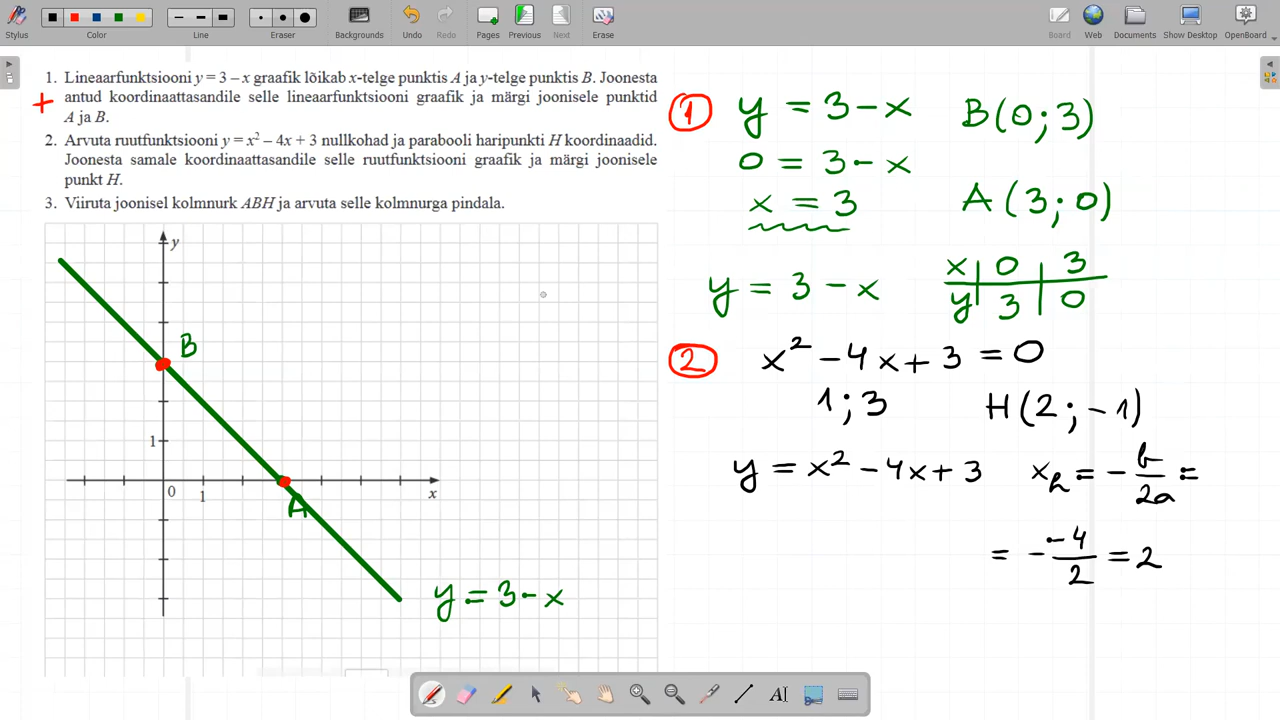 Stylus Color Line Eraser Backgrounds Undo Redo Pages Previous Next Erase Board Web Documents Show Desktop OpenBoard
1. Lineaarfunktsiooni y = 3 – x graafik lõikab x-telge punktis A ja y-telge punktis B. Joonesta
+ antud koordinaattasandile selle lineaarfunktsiooni graafik ja märgi joonisele punktid
A ja B.
2. Arvuta ruutfunktsiooni y = x² – 4x + 3 nullkohad ja parabooli haripunkti H koordinaadid.
Joonesta samale koordinaattasandile selle ruutfunktsiooni graafik ja märgi joonisele
punkt H.
3. Viiruta joonisel kolmnurk ABH ja arvuta selle kolmnurga pindala.
y
B
1
0 1 x
A
y = 3 - x
① y = 3 - x B(0; 3)
0 = 3 - x
x = 3 A(3; 0)
y = 3 - x
x | 0 | 3
y | 3 | 0
② x² - 4x + 3 = 0
1; 3 H(2; -1)
y = x² - 4x + 3 xₕ = - b/2a =
= - -4/2 = 2
AI